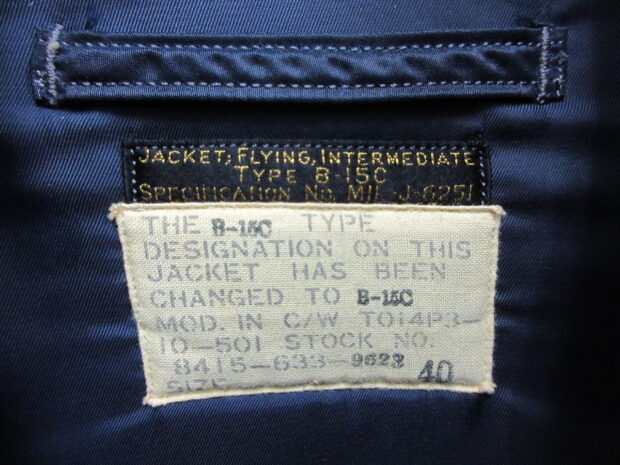 JACKET, FLYING, INTERMEDIATE
TYPE B-15C
SPECIFICATION NO. MIL-J-6251
THE B-15C TYPE
DESIGNATION ON THIS
JACKET HAS BEEN
CHANGED TO B-15C
MOD. IN C/W TO14P3-
10-501 STOCK NO.
8415-633-9623
SIZE 40